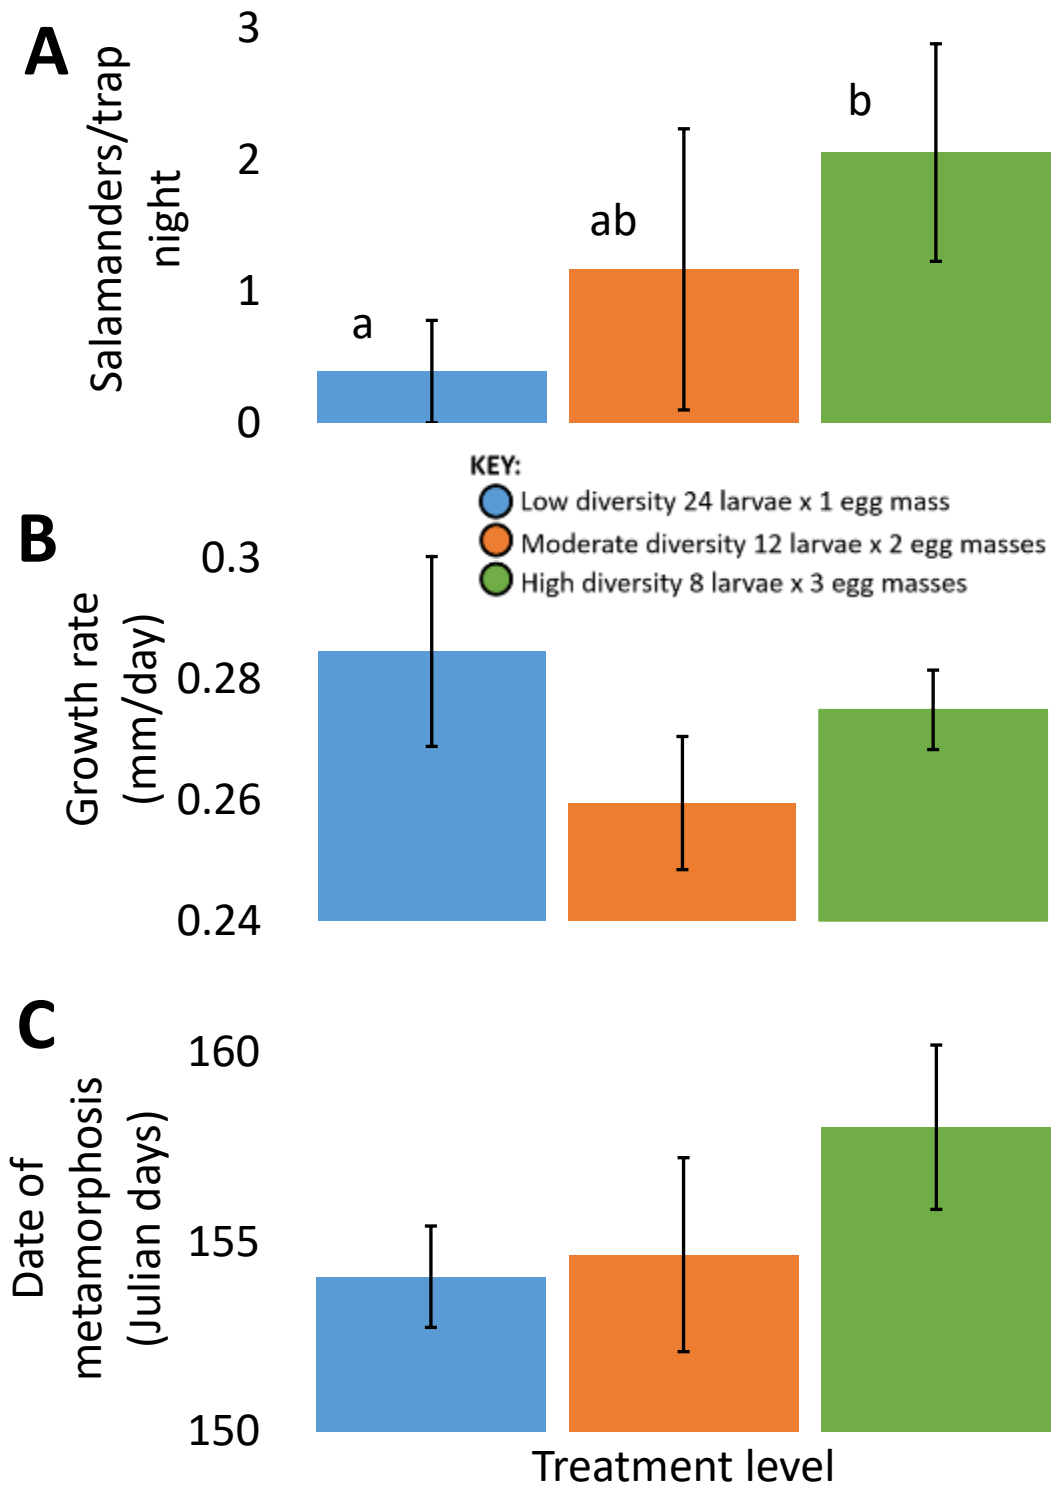 A
Salamanders/trap
night
3
2
1
0
a
ab
b
KEY:
Low diversity 24 larvae x 1 egg mass
Moderate diversity 12 larvae x 2 egg masses
High diversity 8 larvae x 3 egg masses
B
Growth rate
(mm/day)
0.3
0.28
0.26
0.24
C
Date of
metamorphosis
(Julian days)
160
155
150
Treatment level